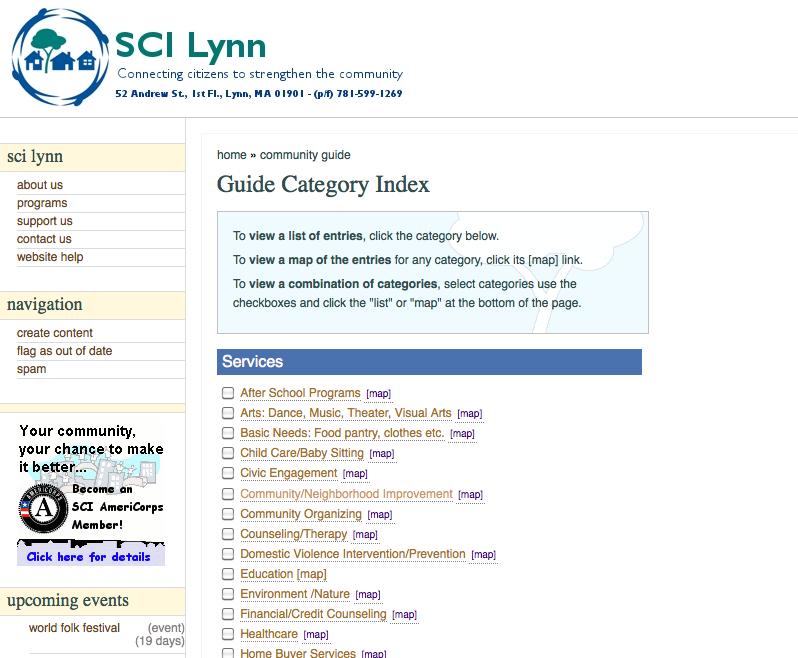 SCI Lynn
Connecting citizens to strengthen the community
52 Andrew St., 1st Fl., Lynn, MA 01901 - (p/f) 781-599-1269
sci lynn
about us
programs
support us
contact us
website help
navigation
create content
flag as out of date
spam
Your community,
your chance to make
it better...
AMERICORPS
A
Become an
SCI AmeriCorps
Member!
Click here for details
upcoming events
world folk festival (event)
(19 days)
home » community guide
Guide Category Index
To view a list of entries, click the category below.
To view a map of the entries for any category, click its [map] link.
To view a combination of categories, select categories use the
checkboxes and click the "list" or "map" at the bottom of the page.
Services
After School Programs [map]
Arts: Dance, Music, Theater, Visual Arts [map]
Basic Needs: Food pantry, clothes etc. [map]
Child Care/Baby Sitting [map]
Civic Engagement [map]
Community/Neighborhood Improvement [map]
Community Organizing [map]
Counseling/Therapy [map]
Domestic Violence Intervention/Prevention [map]
Education [map]
Environment /Nature [map]
Financial/Credit Counseling [map]
Healthcare [map]
Home Buyer Services [map]